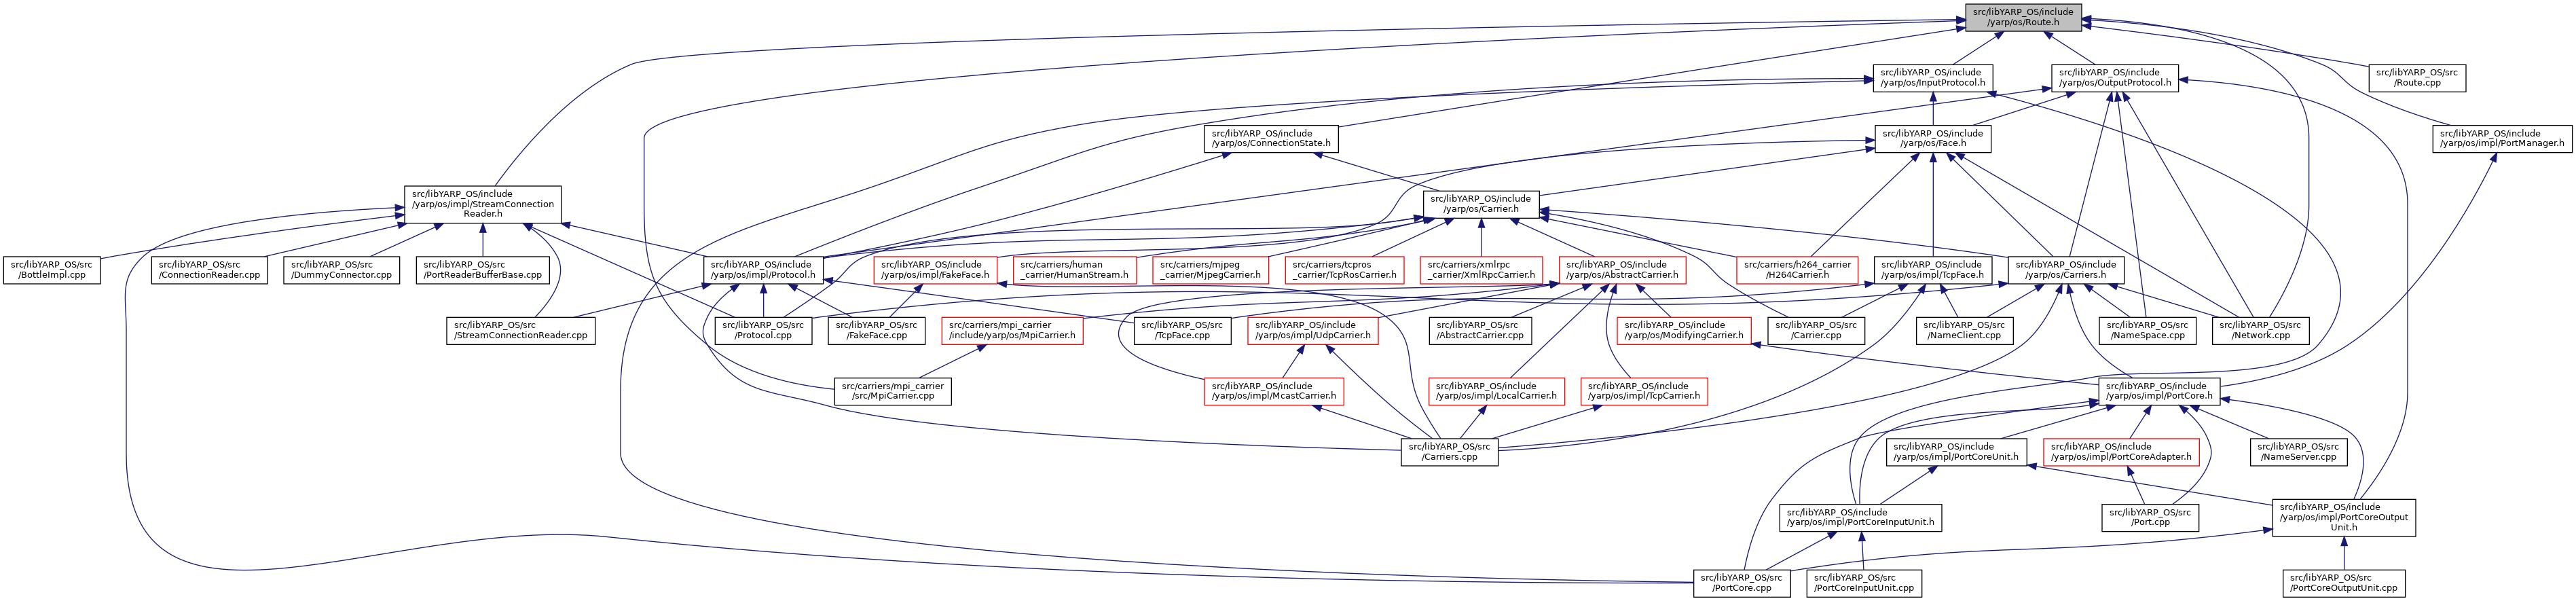 src/libYARP_OS/include
/yarp/os/Route.h
src/libYARP_OS/include
/yarp/os/InputProtocol.h
src/libYARP_OS/include
/yarp/os/OutputProtocol.h
src/libYARP_OS/src
/Route.cpp
src/libYARP_OS/include
/yarp/os/ConnectionState.h
src/libYARP_OS/include
/yarp/os/Face.h
src/libYARP_OS/include
/yarp/os/impl/PortManager.h
src/libYARP_OS/include
/yarp/os/impl/StreamConnection
Reader.h
src/libYARP_OS/include
/yarp/os/Carrier.h
src/libYARP_OS/src
/BottleImpl.cpp
src/libYARP_OS/src
/ConnectionReader.cpp
src/libYARP_OS/src
/DummyConnector.cpp
src/libYARP_OS/src
/PortReaderBufferBase.cpp
src/libYARP_OS/include
/yarp/os/impl/Protocol.h
src/libYARP_OS/include
/yarp/os/impl/FakeFace.h
src/carriers/human
_carrier/HumanStream.h
src/carriers/mjpeg
_carrier/MjpegCarrier.h
src/carriers/tcpros
_carrier/TcpRosCarrier.h
src/carriers/xmlrpc
_carrier/XmlRpcCarrier.h
src/libYARP_OS/include
/yarp/os/AbstractCarrier.h
src/carriers/h264_carrier
/H264Carrier.h
src/libYARP_OS/include
/yarp/os/impl/TcpFace.h
src/libYARP_OS/include
/yarp/os/Carriers.h
src/libYARP_OS/src
/StreamConnectionReader.cpp
src/libYARP_OS/src
/Protocol.cpp
src/libYARP_OS/src
/FakeFace.cpp
src/carriers/mpi_carrier
/include/yarp/os/MpiCarrier.h
src/libYARP_OS/src
/TcpFace.cpp
src/libYARP_OS/include
/yarp/os/impl/UdpCarrier.h
src/libYARP_OS/src
/AbstractCarrier.cpp
src/libYARP_OS/include
/yarp/os/ModifyingCarrier.h
src/libYARP_OS/src
/Carrier.cpp
src/libYARP_OS/src
/NameClient.cpp
src/libYARP_OS/src
/NameSpace.cpp
src/libYARP_OS/src
/Network.cpp
src/carriers/mpi_carrier
/src/MpiCarrier.cpp
src/libYARP_OS/include
/yarp/os/impl/McastCarrier.h
src/libYARP_OS/include
/yarp/os/impl/LocalCarrier.h
src/libYARP_OS/include
/yarp/os/impl/TcpCarrier.h
src/libYARP_OS/include
/yarp/os/impl/PortCore.h
src/libYARP_OS/src
/Carriers.cpp
src/libYARP_OS/include
/yarp/os/impl/PortCoreUnit.h
src/libYARP_OS/include
/yarp/os/impl/PortCoreAdapter.h
src/libYARP_OS/src
/NameServer.cpp
src/libYARP_OS/include
/yarp/os/impl/PortCoreInputUnit.h
src/libYARP_OS/src
/Port.cpp
src/libYARP_OS/include
/yarp/os/impl/PortCoreOutput
Unit.h
src/libYARP_OS/src
/PortCore.cpp
src/libYARP_OS/src
/PortCoreInputUnit.cpp
src/libYARP_OS/src
/PortCoreOutputUnit.cpp